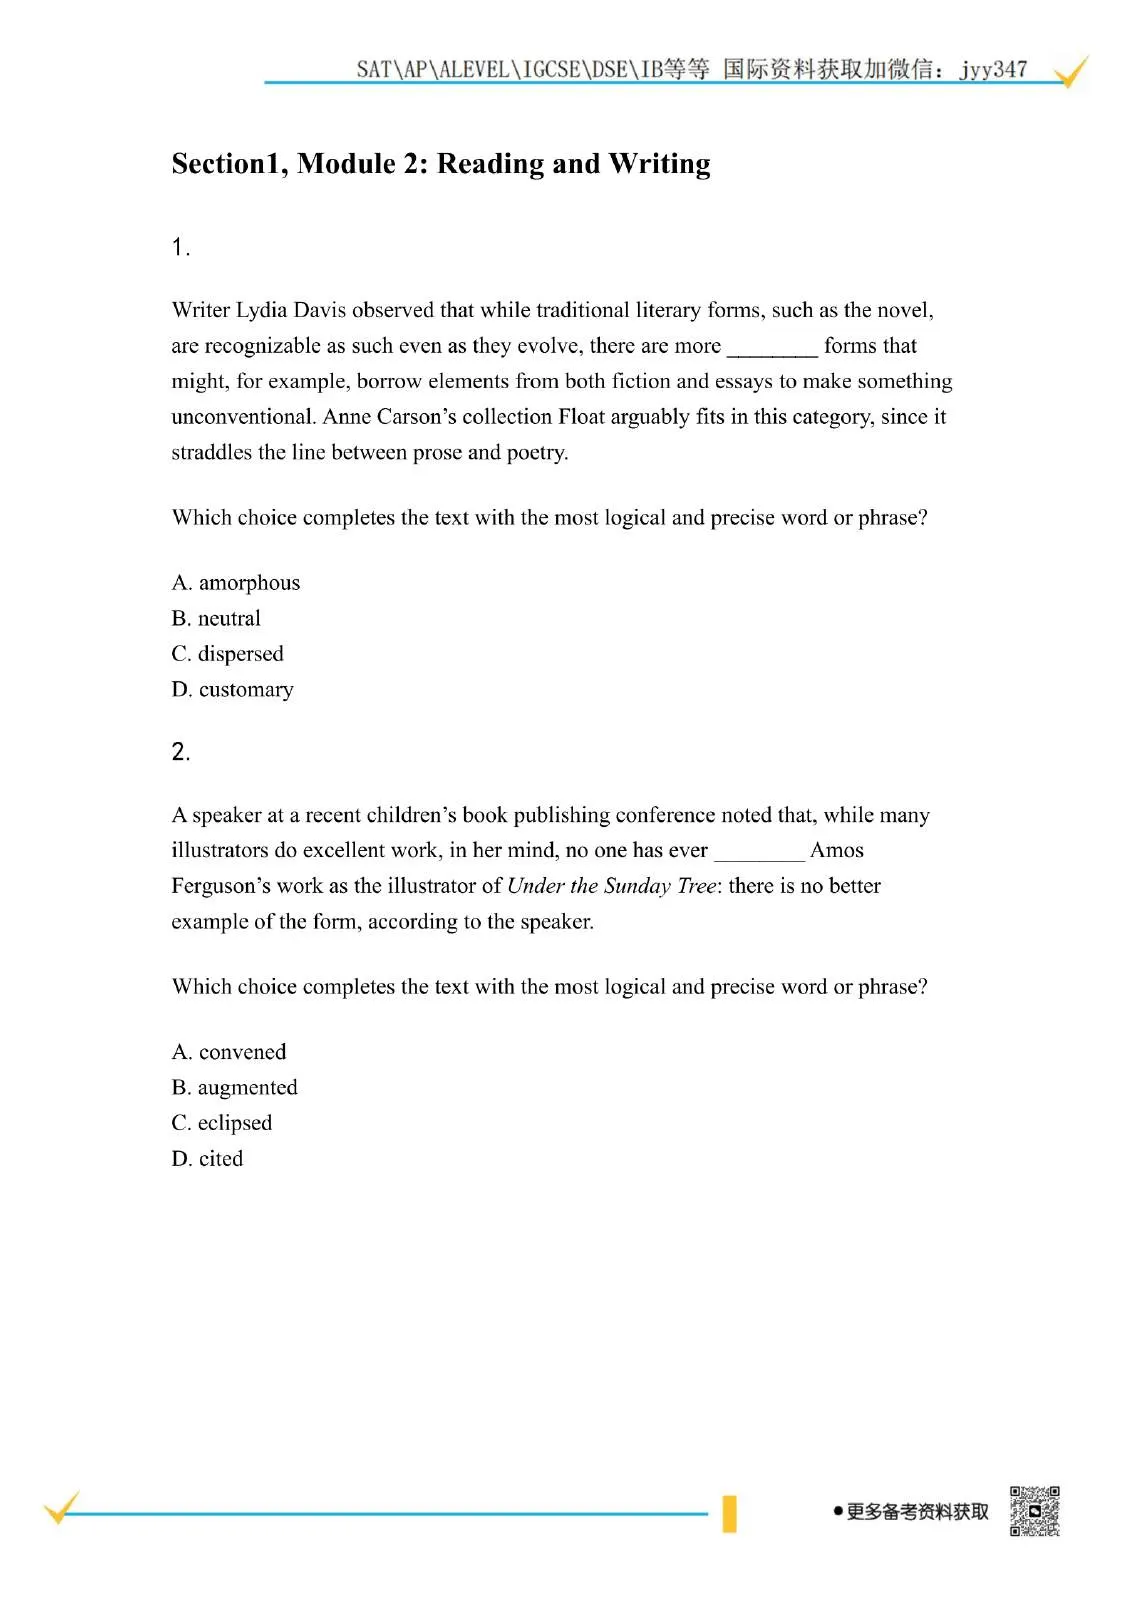 SAT\AP\ALEVEL\IGCSE\DSE\IB等等 国际资料获取加微信：jyy347
Section1, Module 2: Reading and Writing
1.
Writer Lydia Davis observed that while traditional literary forms, such as the novel,
are recognizable as such even as they evolve, there are more ________ forms that
might, for example, borrow elements from both fiction and essays to make something
unconventional. Anne Carson’s collection Float arguably fits in this category, since it
straddles the line between prose and poetry.
Which choice completes the text with the most logical and precise word or phrase?
A. amorphous
B. neutral
C. dispersed
D. customary
2.
A speaker at a recent children’s book publishing conference noted that, while many
illustrators do excellent work, in her mind, no one has ever ________ Amos
Ferguson’s work as the illustrator of Under the Sunday Tree: there is no better
example of the form, according to the speaker.
Which choice completes the text with the most logical and precise word or phrase?
A. convened
B. augmented
C. eclipsed
D. cited
●更多备考资料获取